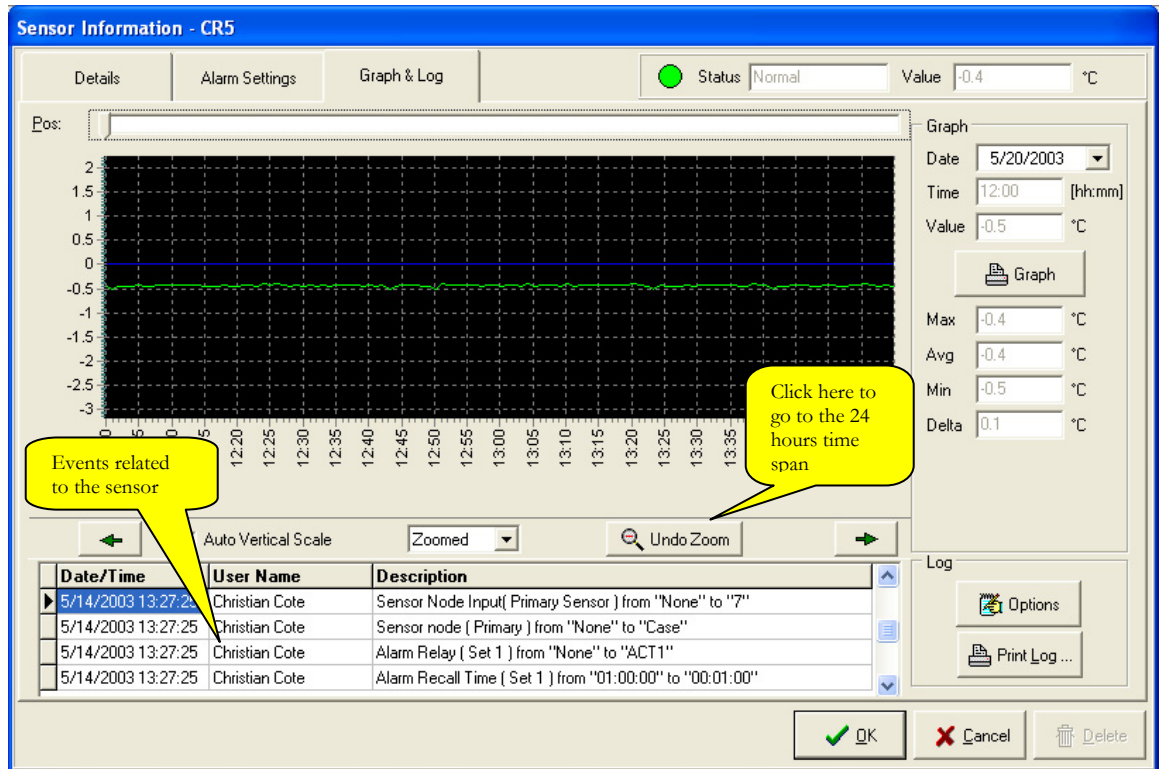 Sensor Information - CR5
Details
Alarm Settings
Graph & Log
Status Normal
Value -0.4 °C
Pos:
2
1.5
1
0.5
0
-0.5
-1
-1.5
-2
-2.5
-3
12:20
12:25
12:30
12:35
12:40
12:45
12:50
12:55
13:00
13:05
13:10
13:15
13:20
13:25
13:30
13:35
Graph
Date 5/20/2003
Time 12:00 [hh:mm]
Value -0.5 °C
Graph
Max -0.4 °C
Avg -0.4 °C
Min -0.5 °C
Delta 0.1 °C
Click here to
go to the 24
hours time
span
Events related
to the sensor
Auto Vertical Scale
Zoomed
Undo Zoom
Date/Time User Name Description
5/14/2003 13:27:25 Christian Cote Sensor Node Input( Primary Sensor ) from "None" to "7"
5/14/2003 13:27:25 Christian Cote Sensor node ( Primary ) from "None" to "Case"
5/14/2003 13:27:25 Christian Cote Alarm Relay ( Set 1 ) from "None" to "ACT1"
5/14/2003 13:27:25 Christian Cote Alarm Recall Time ( Set 1 ) from "01:00:00" to "00:01:00"
Log
Options
Print Log ...
OK
Cancel
Delete